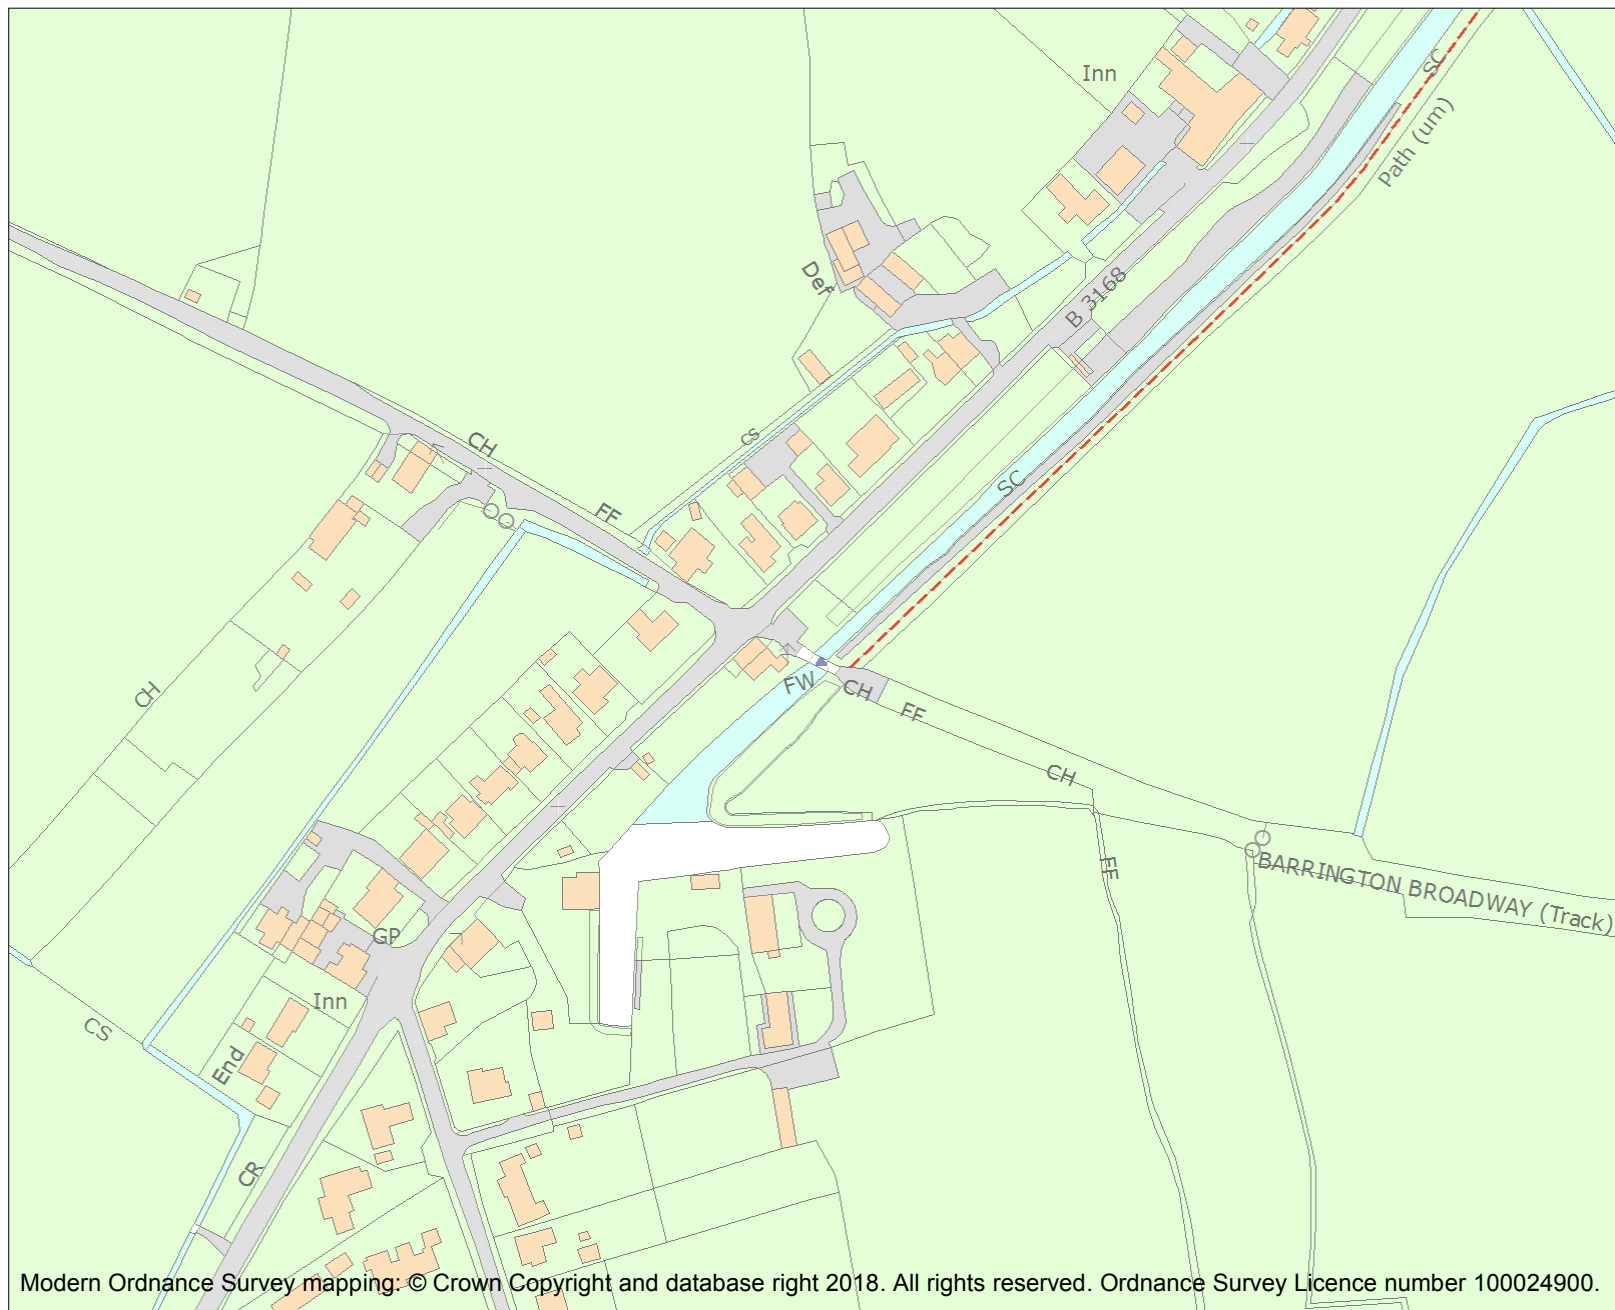 Inn
SC
Path (um)
Def
B 3168
CH
CS
FF
SC
CH
FW
CH
FF
CH
FF
BARRINGTON BROADWAY (Track)
GP
Inn
CS
End
CR
Modern Ordnance Survey mapping: © Crown Copyright and database right 2018. All rights reserved. Ordnance Survey Licence number 100024900.